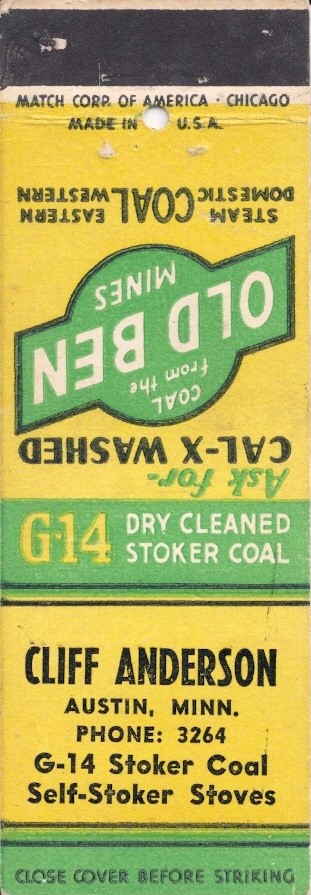 MATCH CORP. OF AMERICA · CHICAGO
MADE IN U.S.A.
Ask for-
CAL-X WASHED
COAL
from the
OLD BEN
MINES
STEAM DOMESTIC COAL EASTERN WESTERN
G-14 DRY CLEANED
STOKER COAL
CLIFF ANDERSON
AUSTIN, MINN.
PHONE: 3264
G-14 Stoker Coal
Self-Stoker Stoves
CLOSE COVER BEFORE STRIKING